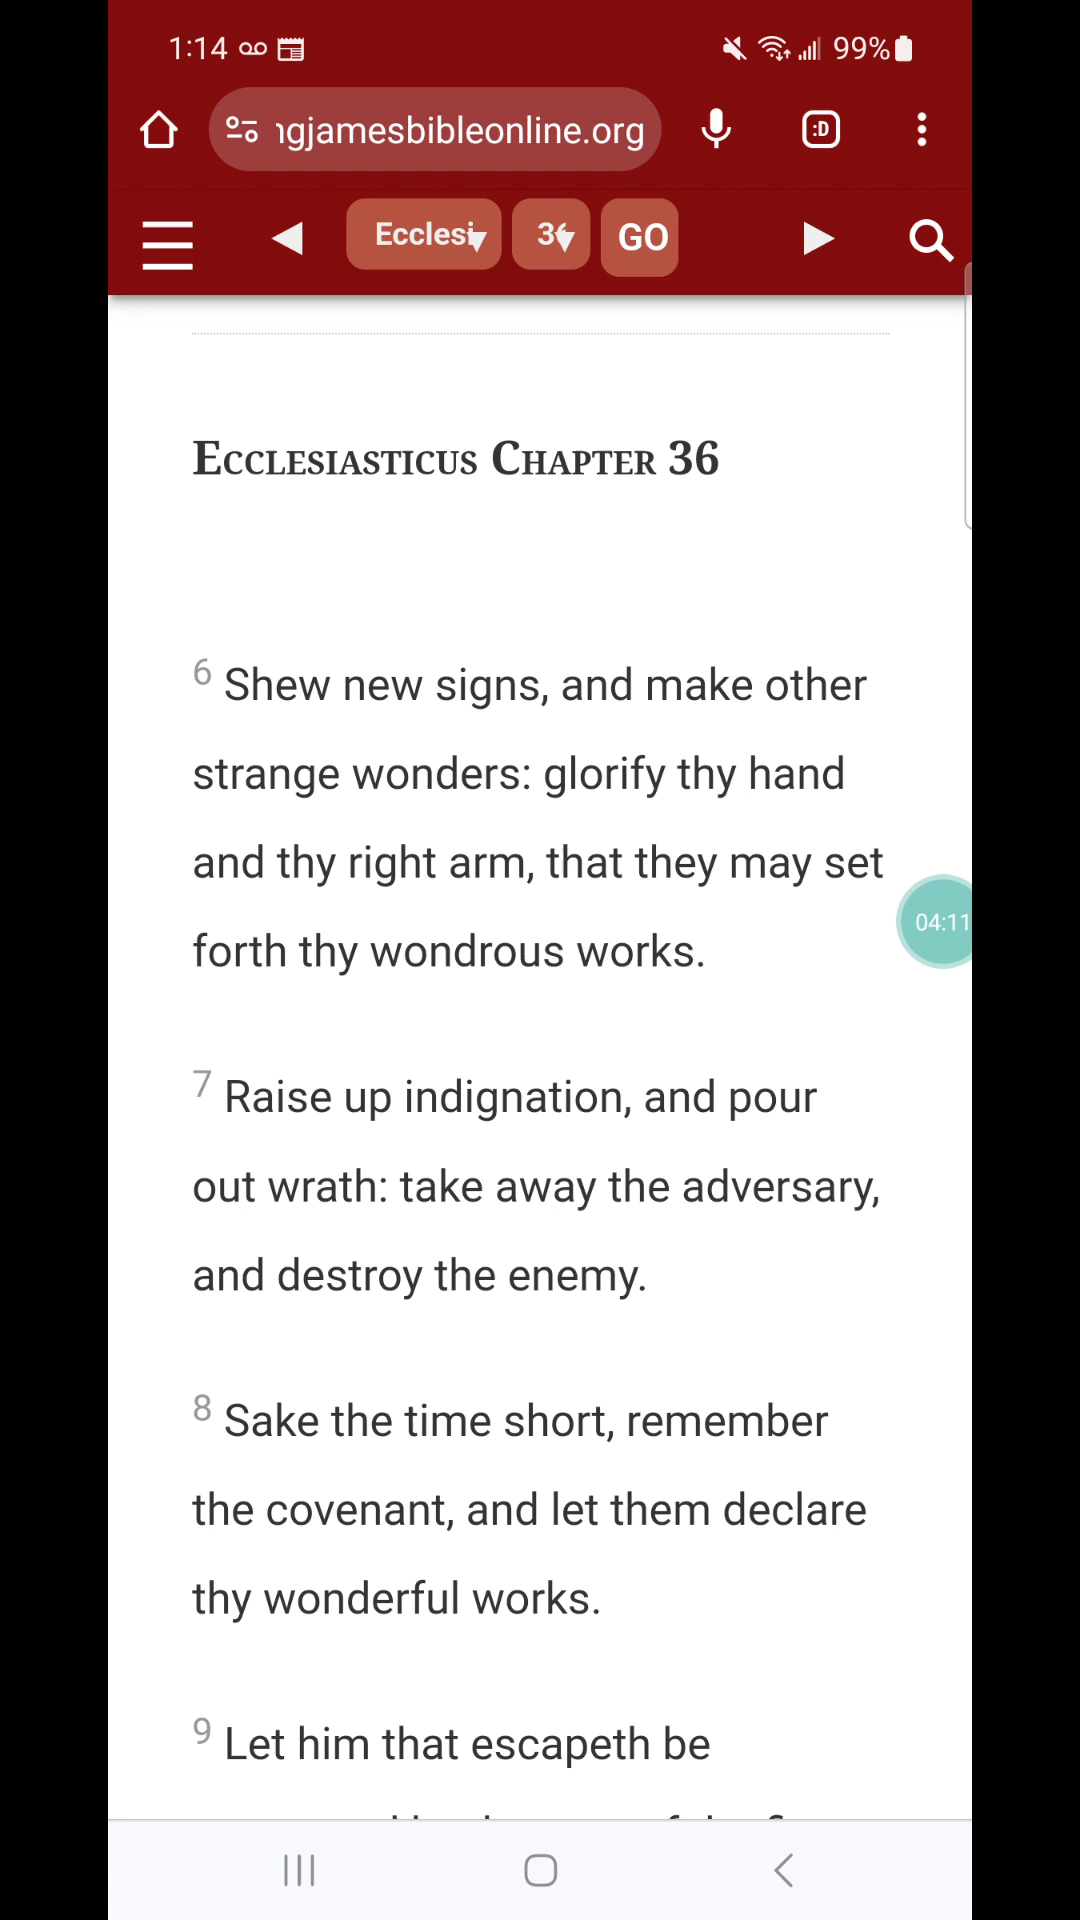 1:14 99%
ngjamesbibleonline.org :D
Ecclesi 36 GO
Ecclesiasticus Chapter 36
6 Shew new signs, and make other
strange wonders: glorify thy hand
and thy right arm, that they may set
forth thy wondrous works.
04:11
7 Raise up indignation, and pour
out wrath: take away the adversary,
and destroy the enemy.
8 Sake the time short, remember
the covenant, and let them declare
thy wonderful works.
9 Let him that escapeth be